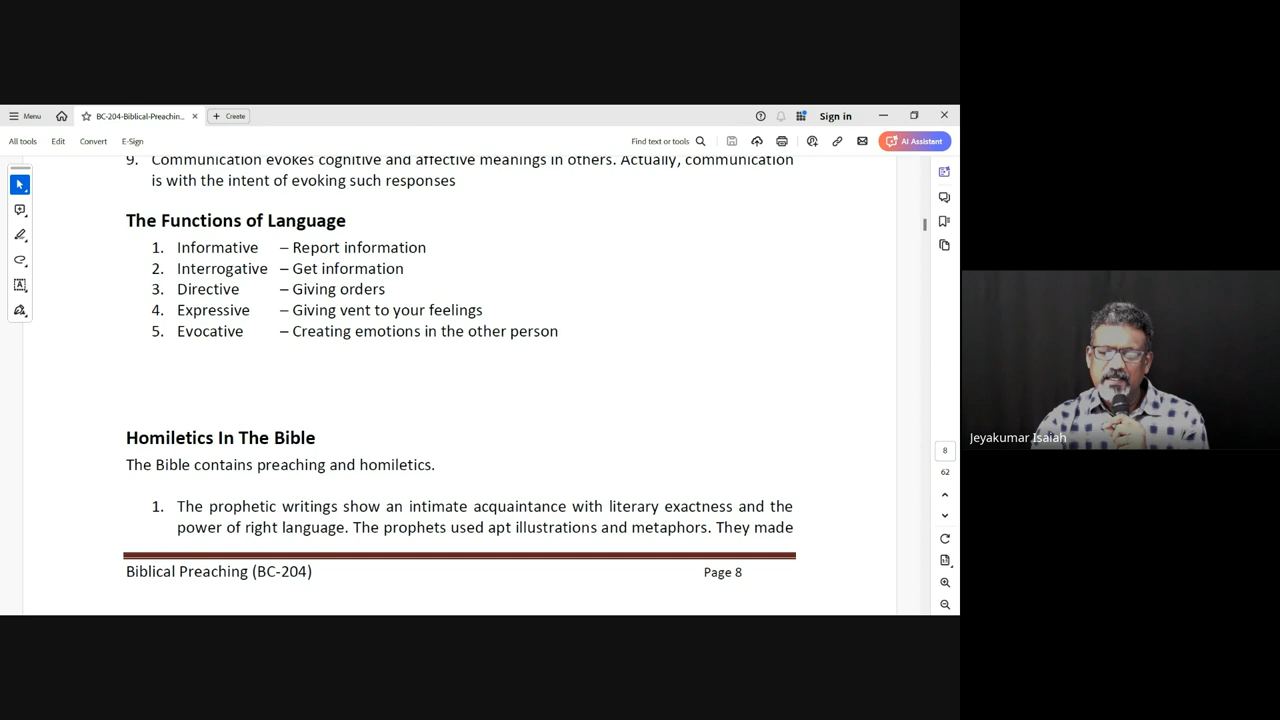 Menu
BC-204-Biblical-Preachin...
Create
Sign in
All tools
Edit
Convert
E-Sign
Find text or tools
AI Assistant
9. Communication evokes cognitive and affective meanings in others. Actually, communication
is with the intent of evoking such responses
The Functions of Language
1. Informative – Report information
2. Interrogative – Get information
3. Directive – Giving orders
4. Expressive – Giving vent to your feelings
5. Evocative – Creating emotions in the other person
Homiletics In The Bible
The Bible contains preaching and homiletics.
1. The prophetic writings show an intimate acquaintance with literary exactness and the
power of right language. The prophets used apt illustrations and metaphors. They made
Biblical Preaching (BC-204)
Page 8
8
62
Jeyakumar Isaiah